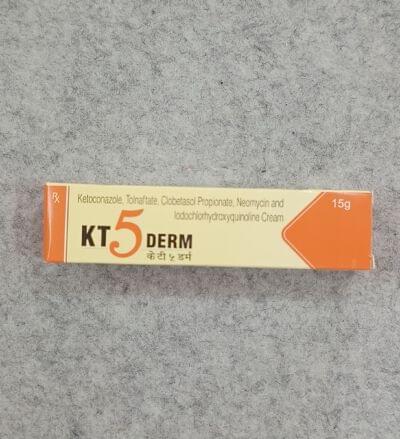 Rx
Ketoconazole, Tolnaftate, Clobetasol Propionate, Neomycin and
Iodochlorhydroxyquinoline Cream
15g
KT5 DERM
के टी ५ डर्म